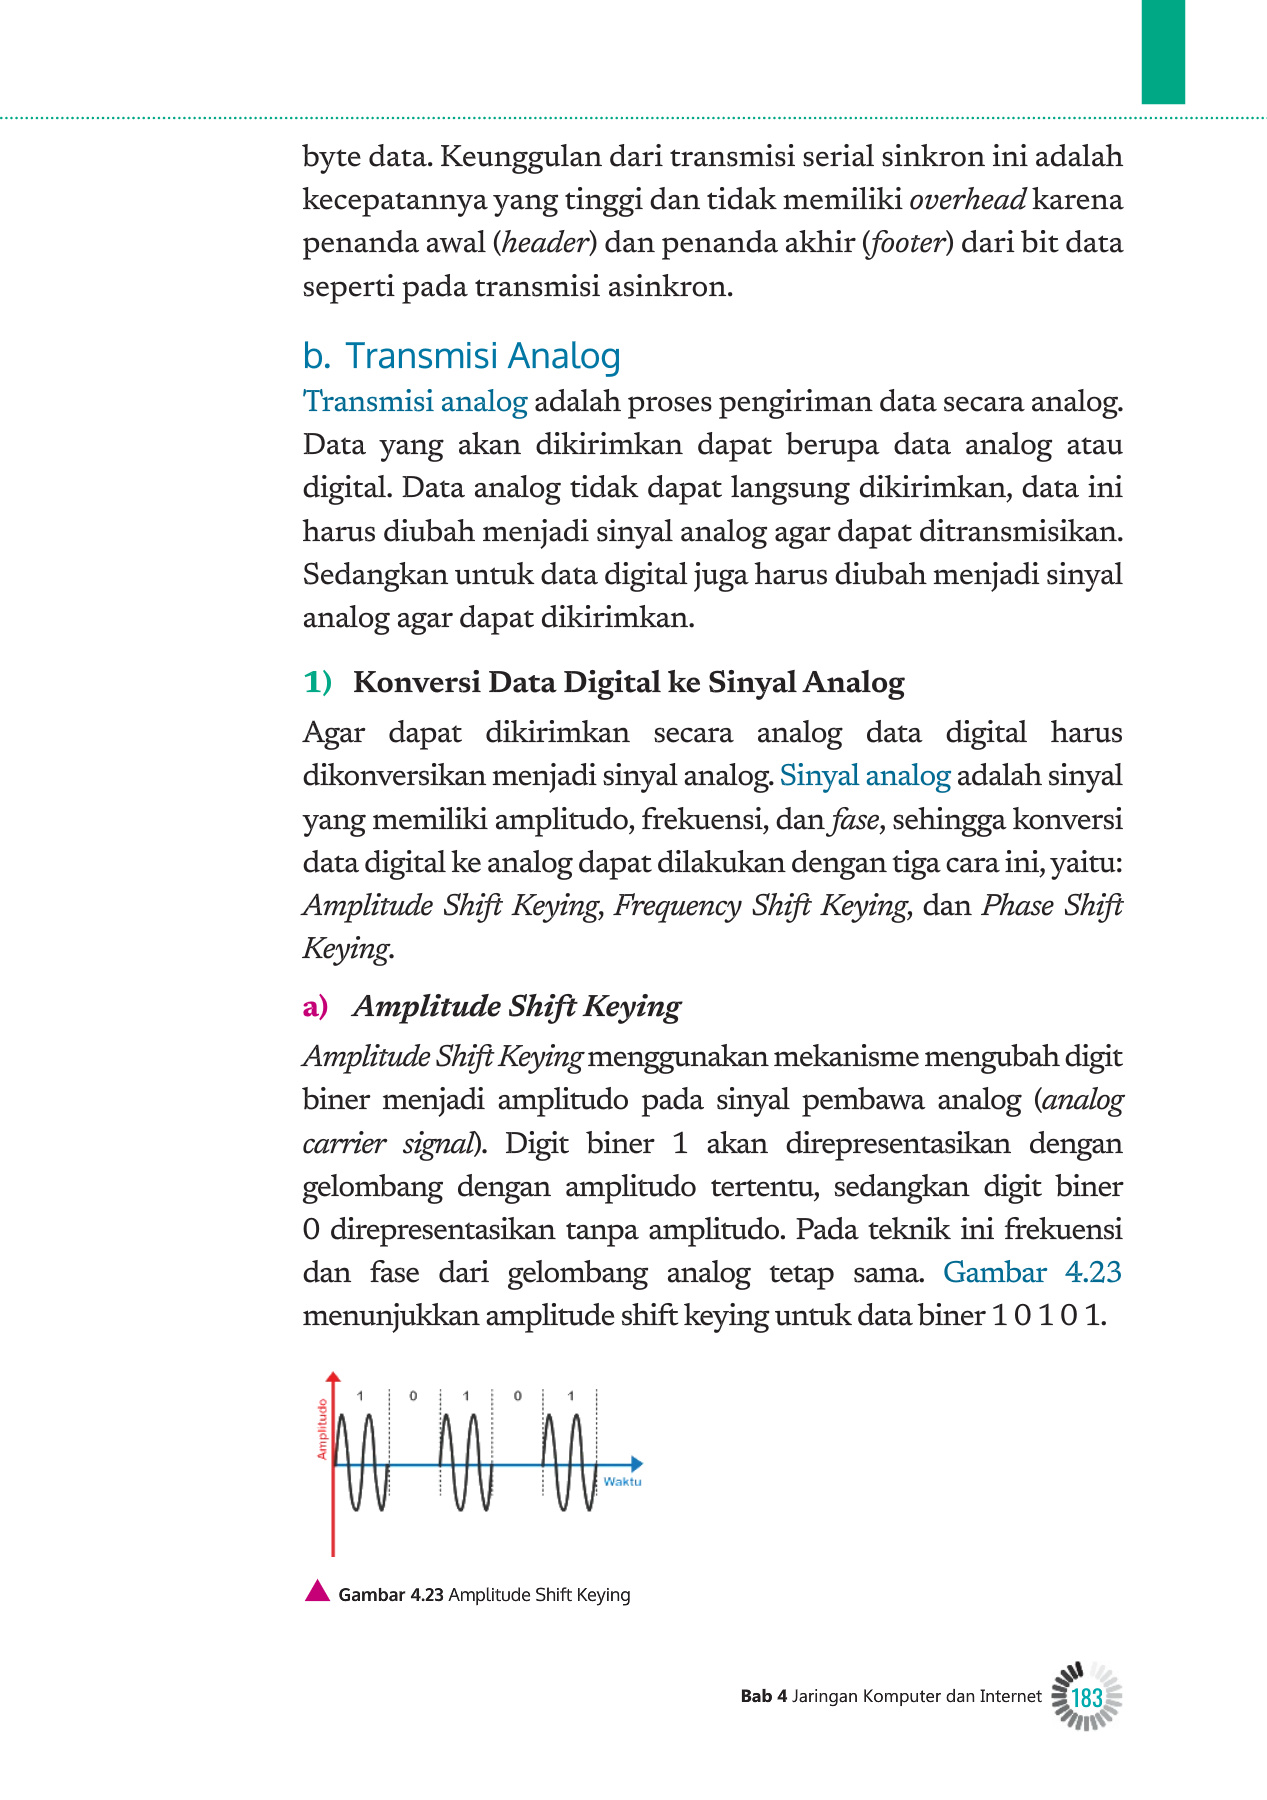 byte data. Keunggulan dari transmisi serial sinkron ini adalah
kecepatannya yang tinggi dan tidak memiliki overhead karena
penanda awal (header) dan penanda akhir (footer) dari bit data
seperti pada transmisi asinkron.
b. Transmisi Analog
Transmisi analog adalah proses pengiriman data secara analog.
Data yang akan dikirimkan dapat berupa data analog atau
digital. Data analog tidak dapat langsung dikirimkan, data ini
harus diubah menjadi sinyal analog agar dapat ditransmisikan.
Sedangkan untuk data digital juga harus diubah menjadi sinyal
analog agar dapat dikirimkan.
1) Konversi Data Digital ke Sinyal Analog
Agar dapat dikirimkan secara analog data digital harus
dikonversikan menjadi sinyal analog. Sinyal analog adalah sinyal
yang memiliki amplitudo, frekuensi, dan fase, sehingga konversi
data digital ke analog dapat dilakukan dengan tiga cara ini, yaitu:
Amplitude Shift Keying, Frequency Shift Keying, dan Phase Shift
Keying.
a) Amplitude Shift Keying
Amplitude Shift Keying menggunakan mekanisme mengubah digit
biner menjadi amplitudo pada sinyal pembawa analog (analog
carrier signal). Digit biner 1 akan direpresentasikan dengan
gelombang dengan amplitudo tertentu, sedangkan digit biner
0 direpresentasikan tanpa amplitudo. Pada teknik ini frekuensi
dan fase dari gelombang analog tetap sama. Gambar 4.23
menunjukkan amplitude shift keying untuk data biner 1 0 1 0 1.
1 0 1 0 1
Amplitudo
Waktu
Gambar 4.23 Amplitude Shift Keying
Bab 4 Jaringan Komputer dan Internet 183